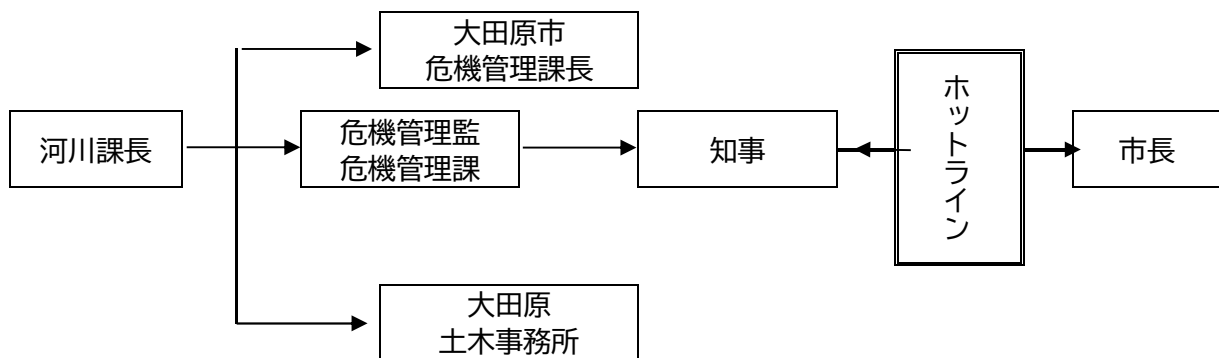 大田原市
危機管理課長
河川課長
危機管理監
危機管理課
知事
ホットライン
市長
大田原
土木事務所